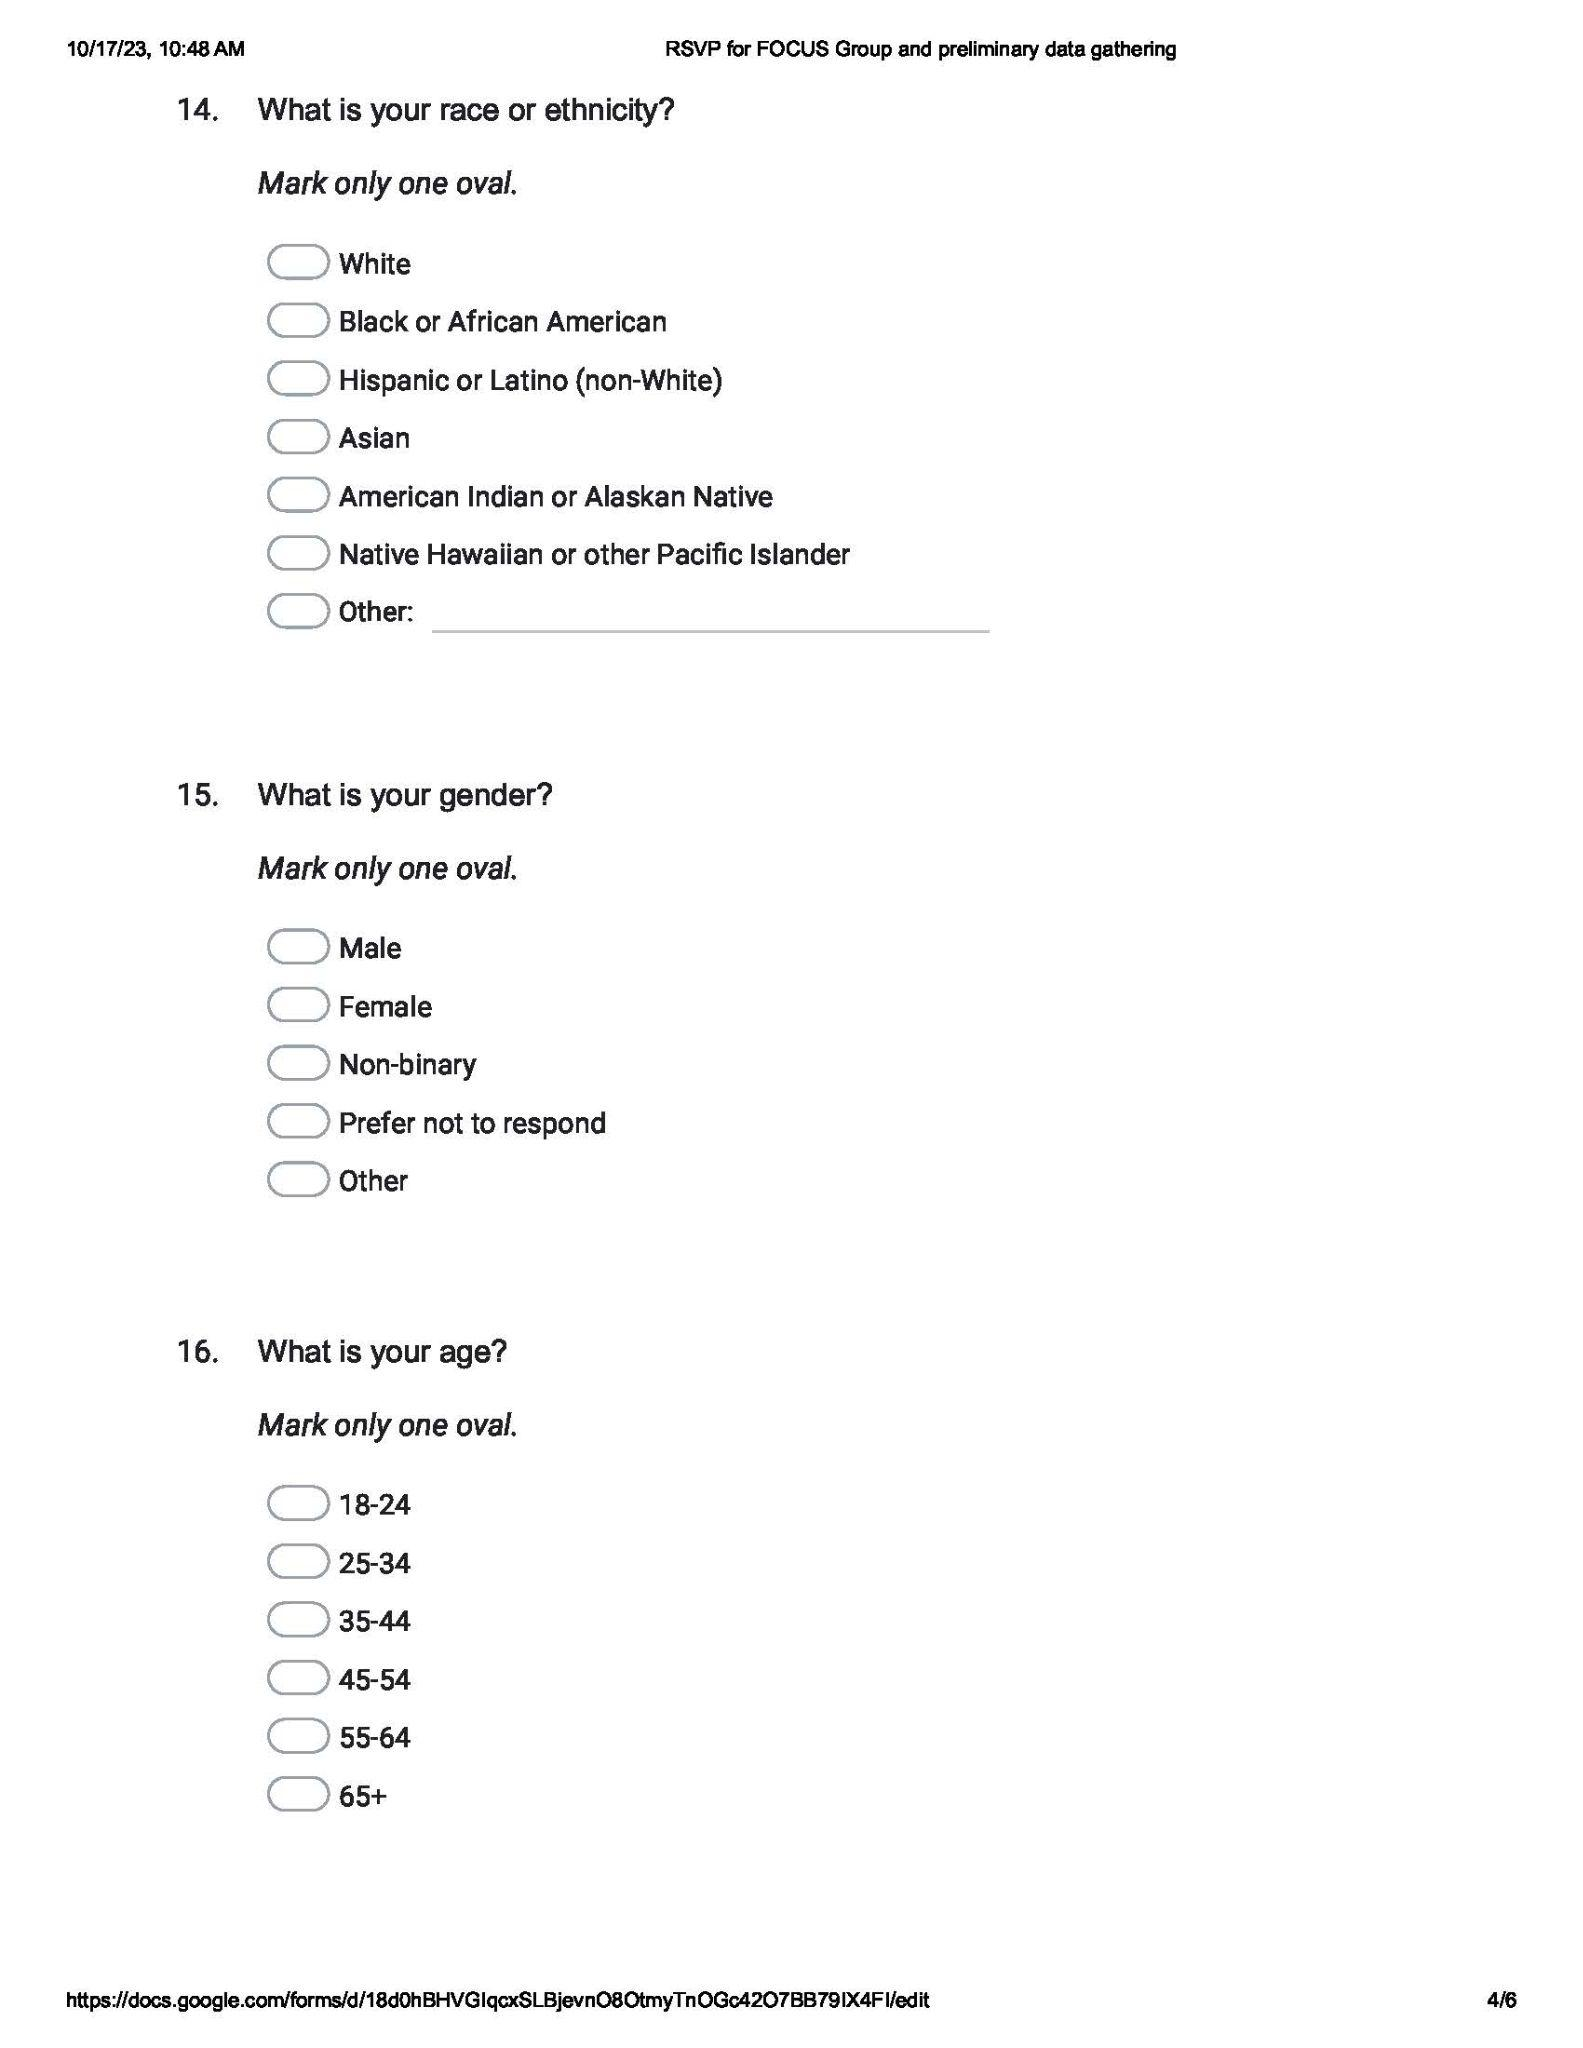 10/17/23, 10:48 AM RSVP for FOCUS Group and preliminary data gathering
14. What is your race or ethnicity?
Mark only one oval.
White
Black or African American
Hispanic or Latino (non-White)
Asian
American Indian or Alaskan Native
Native Hawaiian or other Pacific Islander
Other:
15. What is your gender?
Mark only one oval.
Male
Female
Non-binary
Prefer not to respond
Other
16. What is your age?
Mark only one oval.
18-24
25-34
35-44
45-54
55-64
65+
https://docs.google.com/forms/d/18d0hBHVGIqcxSLBjevnO8OtmyTnOGc42O7BB79IX4FI/edit 4/6